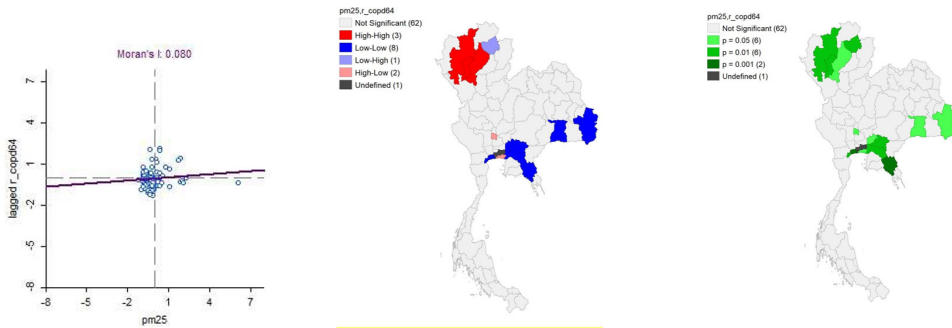 Moran's I: 0.080
7
4
1
-2
-5
-8
lagged r_copd64
-8
-5
-2
1
4
7
pm25
pm25,r_copd64
Not Significant (62)
High-High (3)
Low-Low (8)
Low-High (1)
High-Low (2)
Undefined (1)
pm25,r_copd64
Not Significant (62)
p = 0.05 (6)
p = 0.01 (6)
p = 0.001 (2)
Undefined (1)